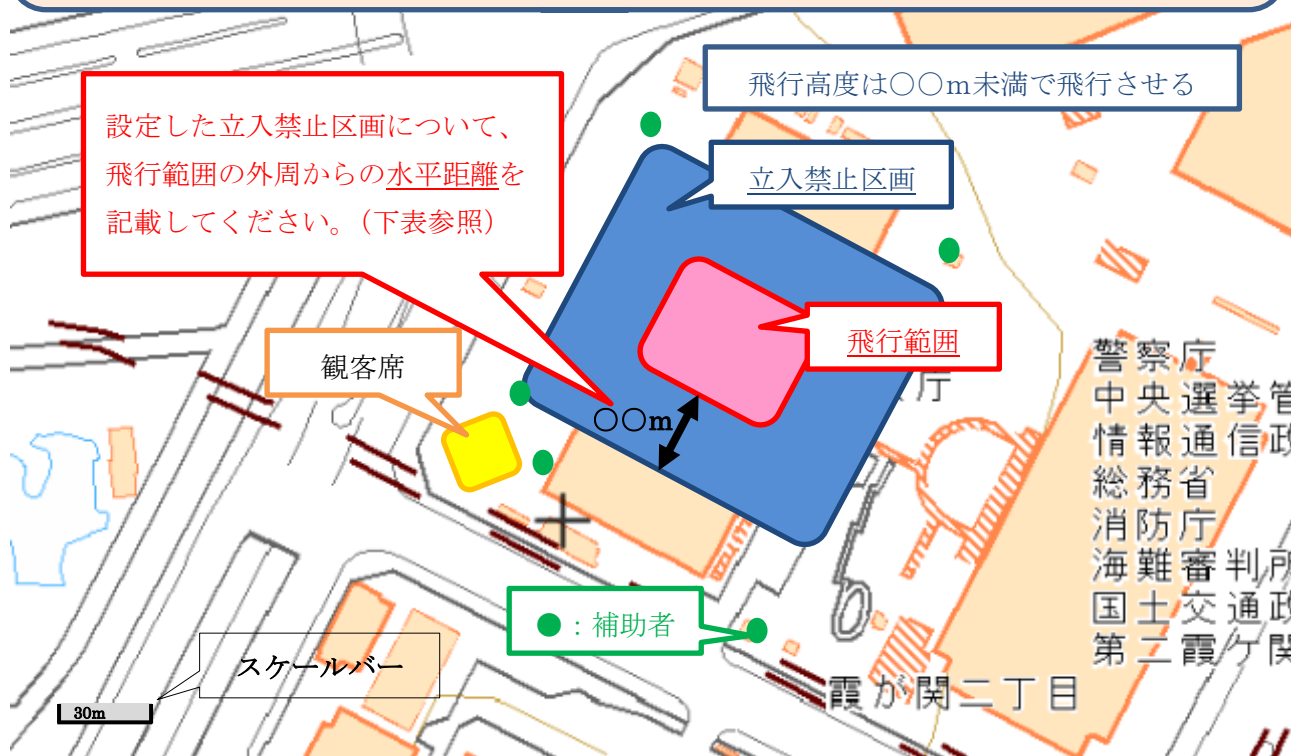 飛行高度は〇〇ｍ未満で飛行させる
設定した立入禁止区画について、
飛行範囲の外周からの水平距離を
記載してください。（下表参照）
立入禁止区画
飛行範囲
観客席
〇〇ｍ
庁
警察庁
中央選挙管
情報通信政
総務省
消防庁
海難審判所
国土交通政
第二霞ケ関
●：補助者
スケールバー
30m
霞が関二丁目